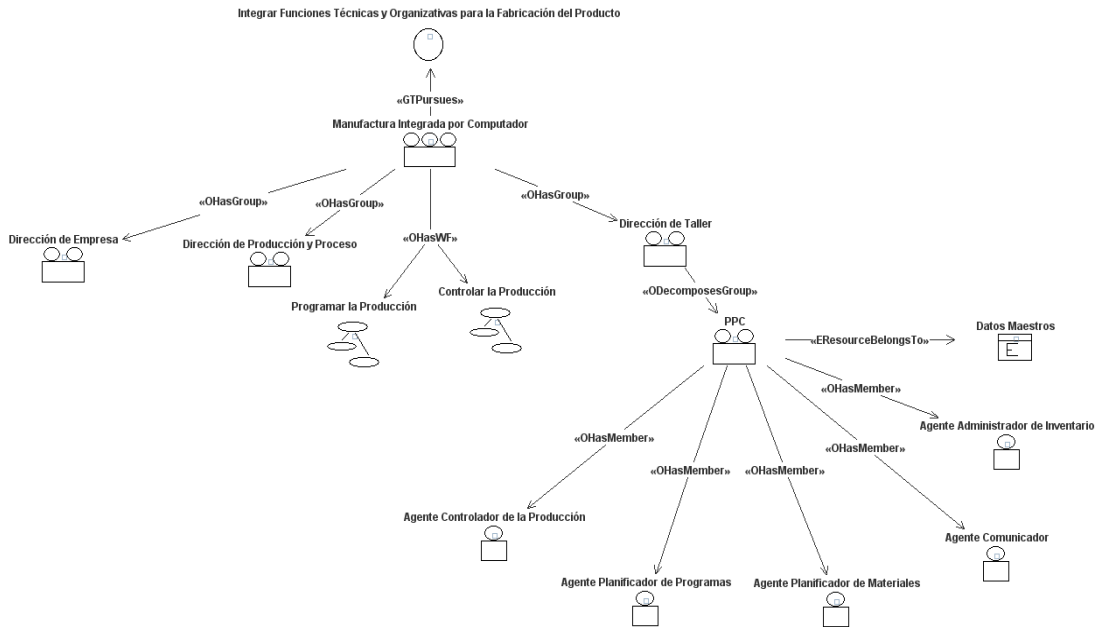 Integrar Funciones Técnicas y Organizativas para la Fabricación del Producto
«GTPursues»
Manufactura Integrada por Computador
«OHasGroup»
«OHasGroup»
«OHasWF»
«OHasGroup»
Dirección de Empresa
Dirección de Producción y Proceso
Dirección de Taller
Programar la Producción
Controlar la Producción
«ODecomposesGroup»
PPC
«EResourceBelongsTo»
Datos Maestros
«OHasMember»
«OHasMember»
«OHasMember»
«OHasMember»
«OHasMember»
Agente Administrador de Inventario
Agente Controlador de la Producción
Agente Comunicador
Agente Planificador de Programas
Agente Planificador de Materiales